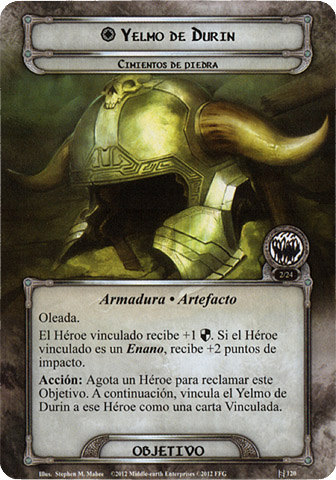 Yelmo de Durin
Cimientos de piedra
2/24
Armadura • Artefacto
Oleada.
El Héroe vinculado recibe +1 . Si el Héroe
vinculado es un Enano, recibe +2 puntos de
impacto.
Acción: Agota un Héroe para reclamar este
Objetivo. A continuación, vincula el Yelmo de
Durin a ese Héroe como una carta Vinculada.
OBJETIVO
Illus. Stephen M. Mabee ©2012 Middle-earth Enterprises ©2012 FFG 120